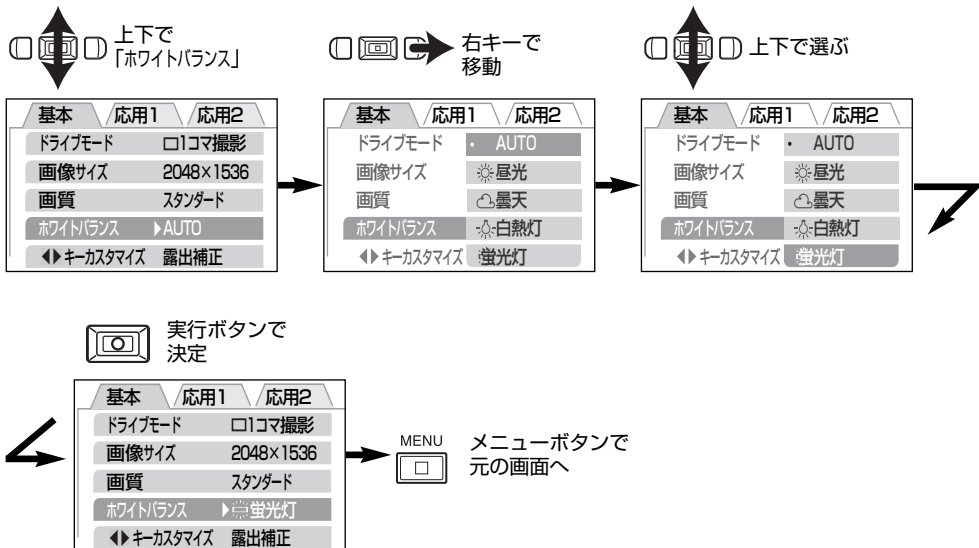 上下で
「ホワイトバランス」
右キーで
移動
上下で選ぶ
基本 応用1 応用2
ドライブモード 1コマ撮影
画像サイズ 2048×1536
画質 スタンダード
ホワイトバランス ▶AUTO
◀▶キーカスタマイズ 露出補正
基本 応用1 応用2
ドライブモード • AUTO
画像サイズ 昼光
画質 曇天
ホワイトバランス 白熱灯
◀▶キーカスタマイズ 蛍光灯
基本 応用1 応用2
ドライブモード • AUTO
画像サイズ 昼光
画質 曇天
ホワイトバランス 白熱灯
◀▶キーカスタマイズ 蛍光灯
実行ボタンで
決定
基本 応用1 応用2
ドライブモード 1コマ撮影
画像サイズ 2048×1536
画質 スタンダード
ホワイトバランス ▶蛍光灯
◀▶キーカスタマイズ 露出補正
MENU
メニューボタンで
元の画面へ